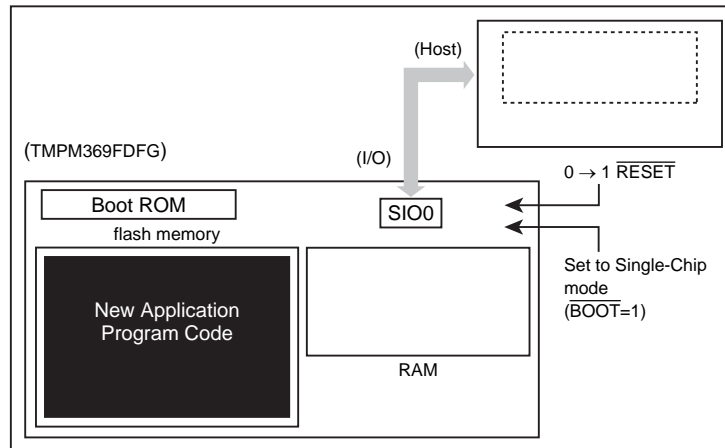 (Host)
(TMPM369FDFG)
(I/O)
0 → 1 RESET
Boot ROM
SIO0
flash memory
Set to Single-Chip
mode
(BOOT=1)
New Application
Program Code
RAM